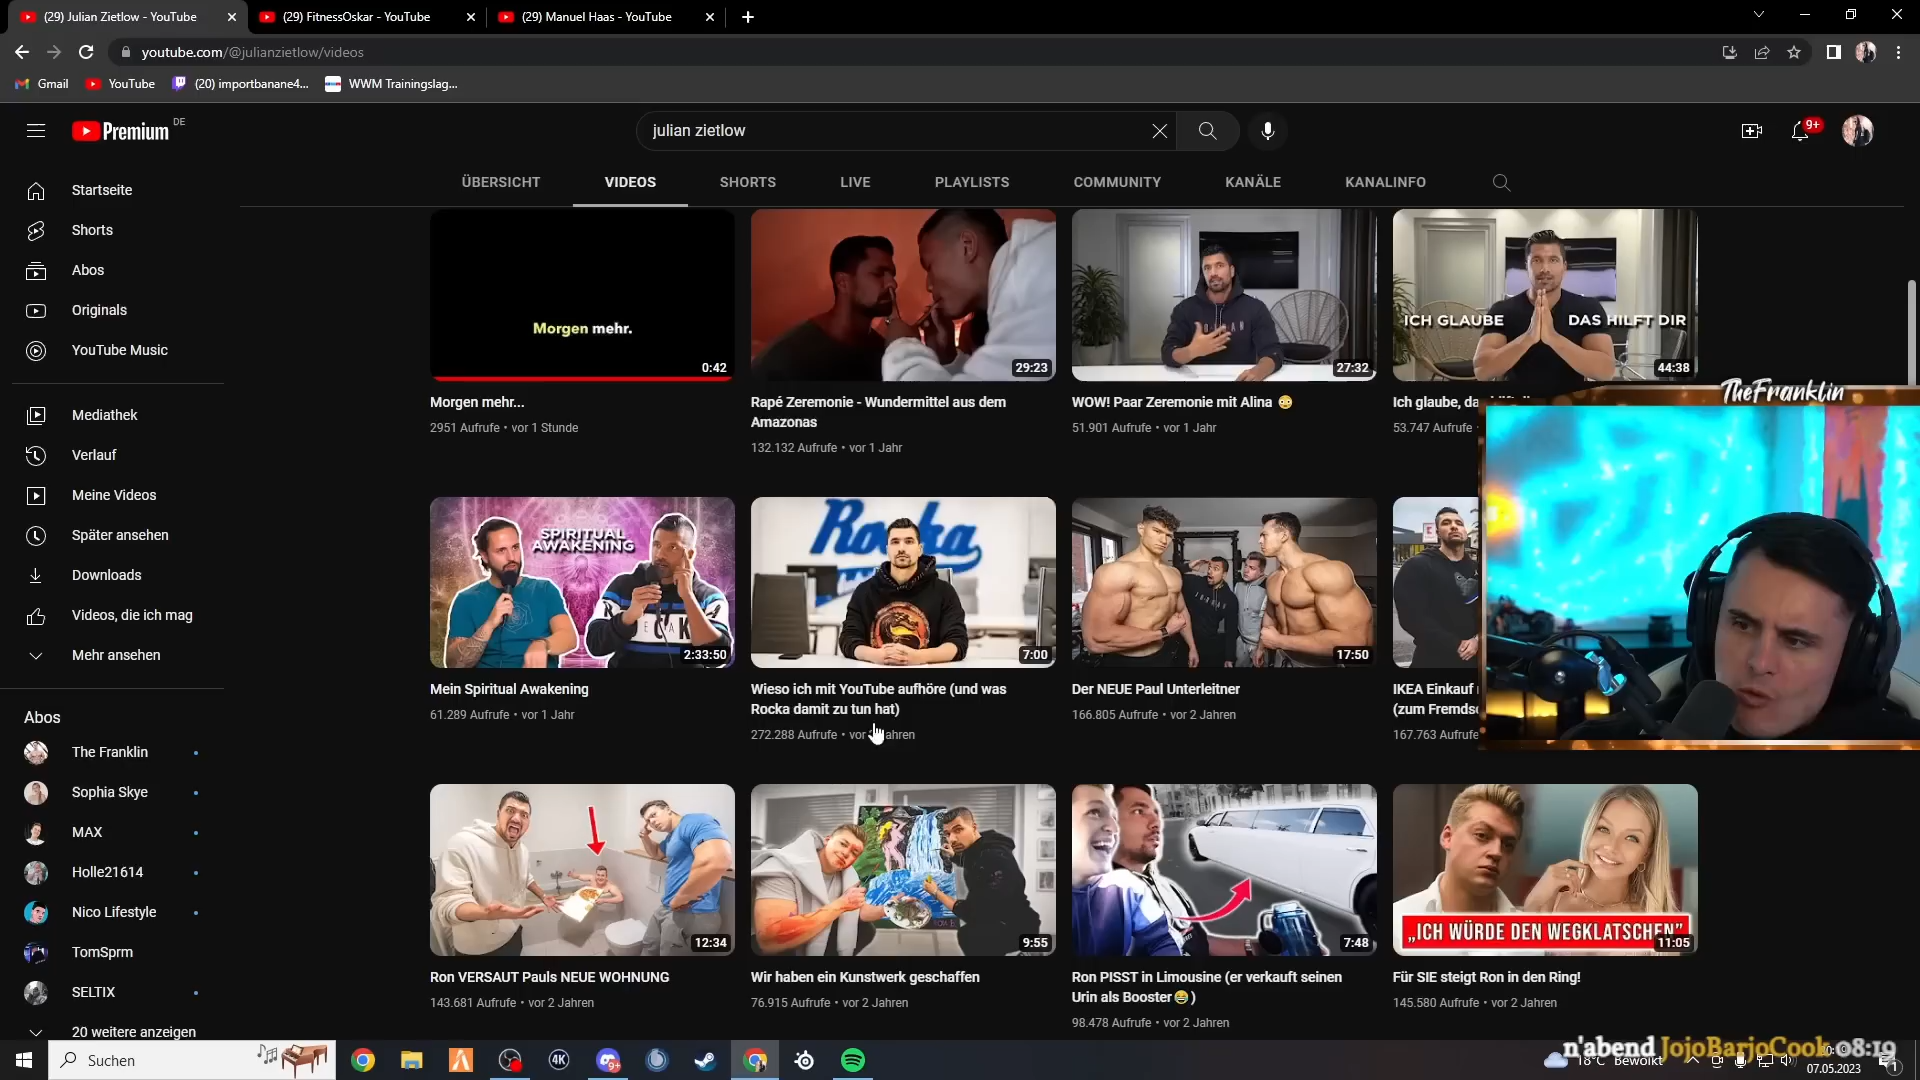 (29) Julian Zietlow - YouTube
(29) FitnessOskar - YouTube
(29) Manuel Haas - YouTube
youtube.com/@julianzietlow/videos
Gmail
YouTube
(20) importbanane4...
WWM Trainingslag...
Premium DE
julian zietlow
9+
ÜBERSICHT
VIDEOS
SHORTS
LIVE
PLAYLISTS
COMMUNITY
KANÄLE
KANALINFO
Startseite
Shorts
Abos
Originals
YouTube Music
Mediathek
Verlauf
Meine Videos
Später ansehen
Downloads
Videos, die ich mag
Mehr ansehen
Abos
The Franklin
Sophia Skye
MAX
Holle21614
Nico Lifestyle
TomSprm
SELTIX
20 weitere anzeigen
Morgen mehr.
0:42
Morgen mehr...
2951 Aufrufe • vor 1 Stunde
29:23
Rapé Zeremonie - Wundermittel aus dem
Amazonas
132.132 Aufrufe • vor 1 Jahr
27:32
WOW! Paar Zeremonie mit Alina 😳
51.901 Aufrufe • vor 1 Jahr
ICH GLAUBE DAS HILFT DIR
44:38
Ich glaube,
53.747 Aufrufe
TheFranklin
SPIRITUAL
AWAKENING
2:33:50
Mein Spiritual Awakening
61.289 Aufrufe • vor 1 Jahr
Rocka
7:00
Wieso ich mit YouTube aufhöre (und was
Rocka damit zu tun hat)
272.288 Aufrufe • vor
17:50
Der NEUE Paul Unterleitner
166.805 Aufrufe • vor 2 Jahren
IKEA Einkauf
(zum
167.763 Aufrufe
12:34
Ron VERSAUT Pauls NEUE WOHNUNG
143.681 Aufrufe • vor 2 Jahren
9:55
Wir haben ein Kunstwerk geschaffen
76.915 Aufrufe • vor 2 Jahren
7:48
Ron PISST in Limousine (er verkauft seinen
Urin als Booster😂)
98.478 Aufrufe • vor 2 Jahren
„ICH WÜRDE DEN WEGKLATSCHEN"
11:05
Für SIE steigt Ron in den Ring!
145.580 Aufrufe • vor 2 Jahren
n'abend JojoBarjoCook 08:19
Suchen
4K
9+
18°C Bewölkt
07.05.2023
1